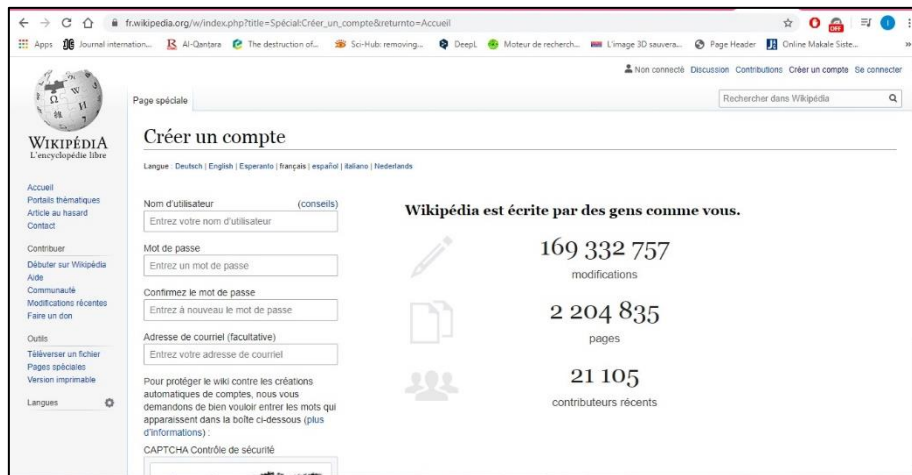 fr.wikipedia.org/w/index.php?title=Spécial:Créer_un_compte&returnto=Accueil
Apps Journal internation... Al-Qantara The destruction of... Sci-Hub: removing... DeepL Moteur de recherch... L'image 3D sauvera... Page Header Online Makale Siste... »
Non connecté Discussion Contributions Créer un compte Se connecter
Page spéciale
Rechercher dans Wikipédia
WIKIPÉDIA
L'encyclopédie libre
Accueil
Portails thématiques
Article au hasard
Contact
Contribuer
Débuter sur Wikipédia
Aide
Communauté
Modifications récentes
Faire un don
Outils
Téléverser un fichier
Pages spéciales
Version imprimable
Langues
Créer un compte
Langue : Deutsch | English | Esperanto | français | español | italiano | Nederlands
Nom d'utilisateur (conseils)
Entrez votre nom d'utilisateur
Mot de passe
Entrez un mot de passe
Confirmez le mot de passe
Entrez à nouveau le mot de passe
Adresse de courriel (facultative)
Entrez votre adresse de courriel
Pour protéger le wiki contre les créations
automatiques de comptes, nous vous
demandons de bien vouloir entrer les mots qui
apparaissent dans la boîte ci-dessous (plus
d'informations) :
CAPTCHA Contrôle de sécurité
Wikipédia est écrite par des gens comme vous.
169 332 757
modifications
2 204 835
pages
21 105
contributeurs récents